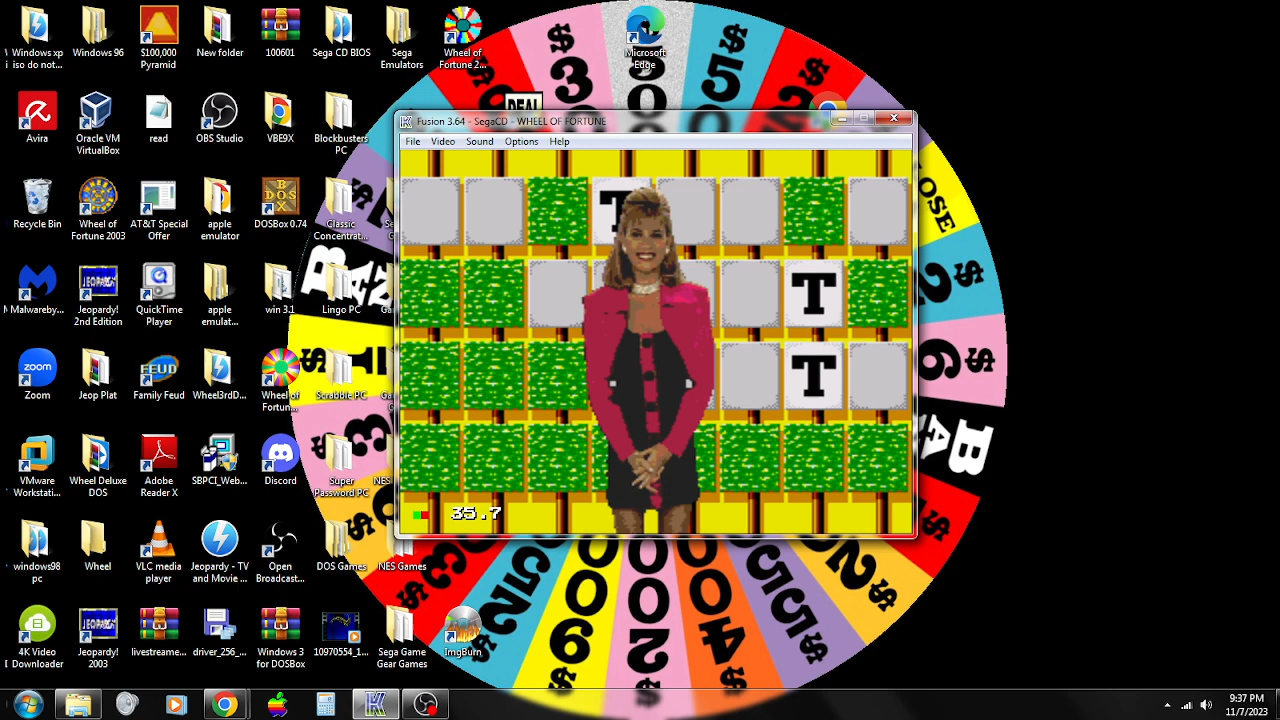 Windows xp iso do not...
Windows 96
$100,000 Pyramid
New folder
100601
Sega CD BIOS
Sega Emulators
Wheel of Fortune 2...
Microsoft Edge
Avira
Oracle VM VirtualBox
read
OBS Studio
VBE9X
Blockbusters PC
DEAL
Fusion 3.64 - SegaCD - WHEEL OF FORTUNE
File Video Sound Options Help
Recycle Bin
Wheel of Fortune 2003
AT&T Special Offer
apple emulator
DOSBox 0.74
Classic Concentrat...
T
T
T
35.7
Malwareby...
Jeopardy! 2nd Edition
QuickTime Player
apple emulat...
win 3.1
Lingo PC
Zoom
Jeop Plat
Family Feud
Wheel3rdD...
Wheel of Fortun...
Scrabble PC
VMware Workstati...
Wheel Deluxe DOS
Adobe Reader X
SBPCI_Web...
Discord
Super Password PC
windows98 pc
Wheel
VLC media player
Jeopardy - TV and Movie ...
Open Broadcast...
DOS Games
NES Games
4K Video Downloader
Jeopardy! 2003
livestreame...
driver_256_...
Windows 3 for DOSBox
10970554_1...
Sega Game Gear Games
ImgBurn
9:37 PM
11/7/2023